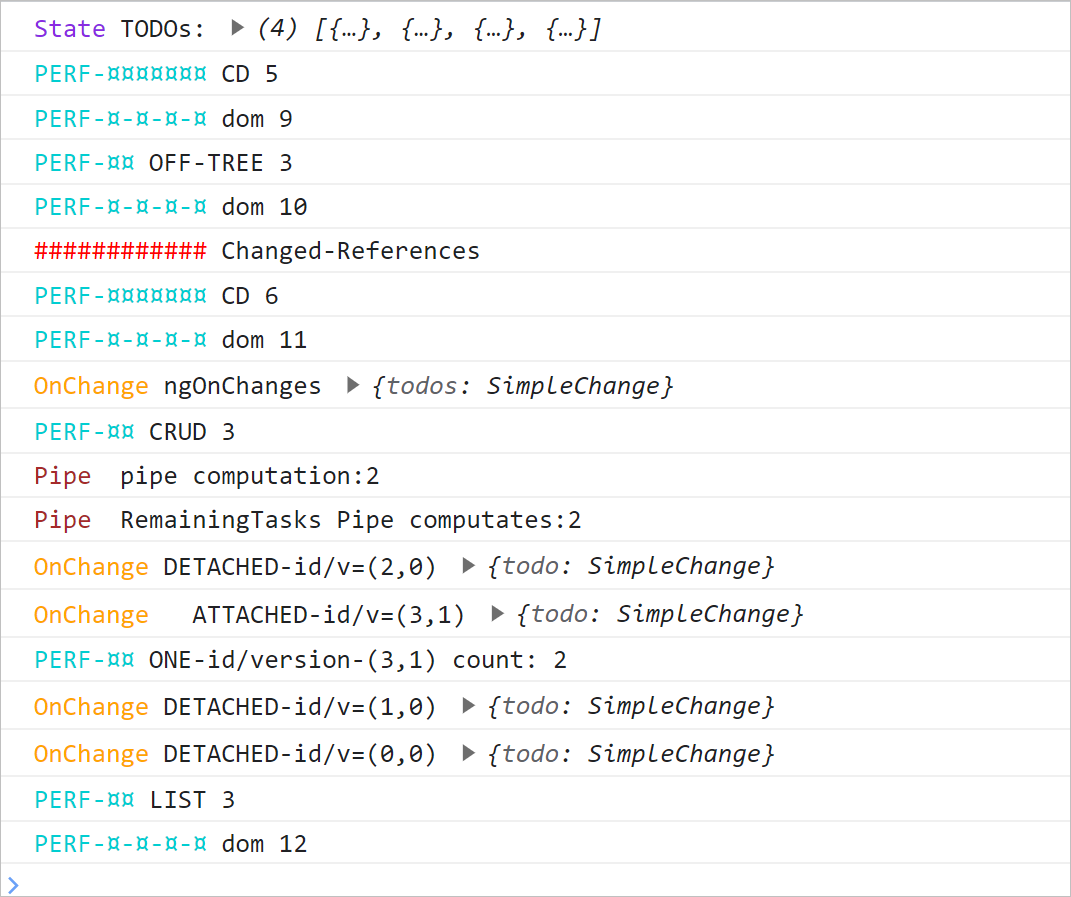 State TODOs: ▶ (4) [{…}, {…}, {…}, {…}]
PERF-¤¤¤¤¤¤¤ CD 5
PERF-¤-¤-¤-¤ dom 9
PERF-¤¤ OFF-TREE 3
PERF-¤-¤-¤-¤ dom 10
############ Changed-References
PERF-¤¤¤¤¤¤¤ CD 6
PERF-¤-¤-¤-¤ dom 11
OnChange ngOnChanges ▶ {todos: SimpleChange}
PERF-¤¤ CRUD 3
Pipe  pipe computation:2
Pipe  RemainingTasks Pipe computates:2
OnChange DETACHED-id/v=(2,0) ▶ {todo: SimpleChange}
OnChange   ATTACHED-id/v=(3,1) ▶ {todo: SimpleChange}
PERF-¤¤ ONE-id/version-(3,1) count: 2
OnChange DETACHED-id/v=(1,0) ▶ {todo: SimpleChange}
OnChange DETACHED-id/v=(0,0) ▶ {todo: SimpleChange}
PERF-¤¤ LIST 3
PERF-¤-¤-¤-¤ dom 12